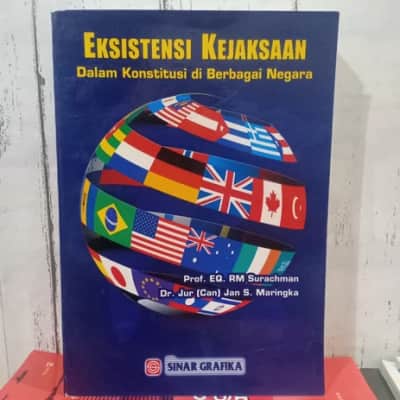 EKSISTENSI KEJAKSAAN
Dalam Konstitusi di Berbagai Negara
Prof. EQ. RM Surachman
Dr. Jur (Can) Jan S. Maringka
SINAR GRAFIKA